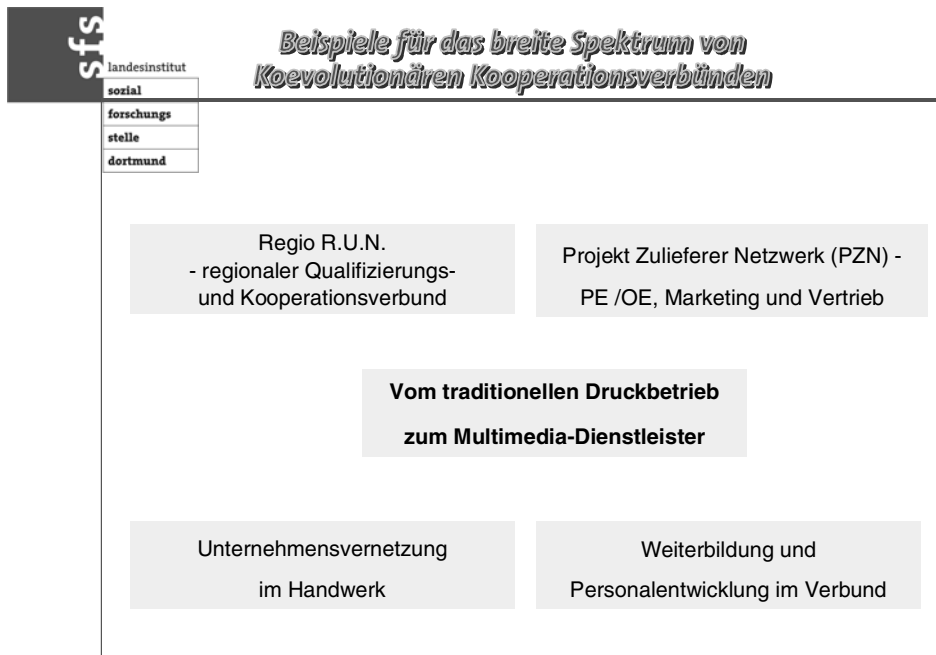 sfs
landesinstitut
sozial
forschungs
stelle
dortmund
Beispiele für das breite Spektrum von
Koevolutionären Kooperationsverbünden
Regio R.U.N.
- regionaler Qualifizierungs-
und Kooperationsverbund
Projekt Zulieferer Netzwerk (PZN) -
PE /OE, Marketing und Vertrieb
Vom traditionellen Druckbetrieb
zum Multimedia-Dienstleister
Unternehmensvernetzung
im Handwerk
Weiterbildung und
Personalentwicklung im Verbund